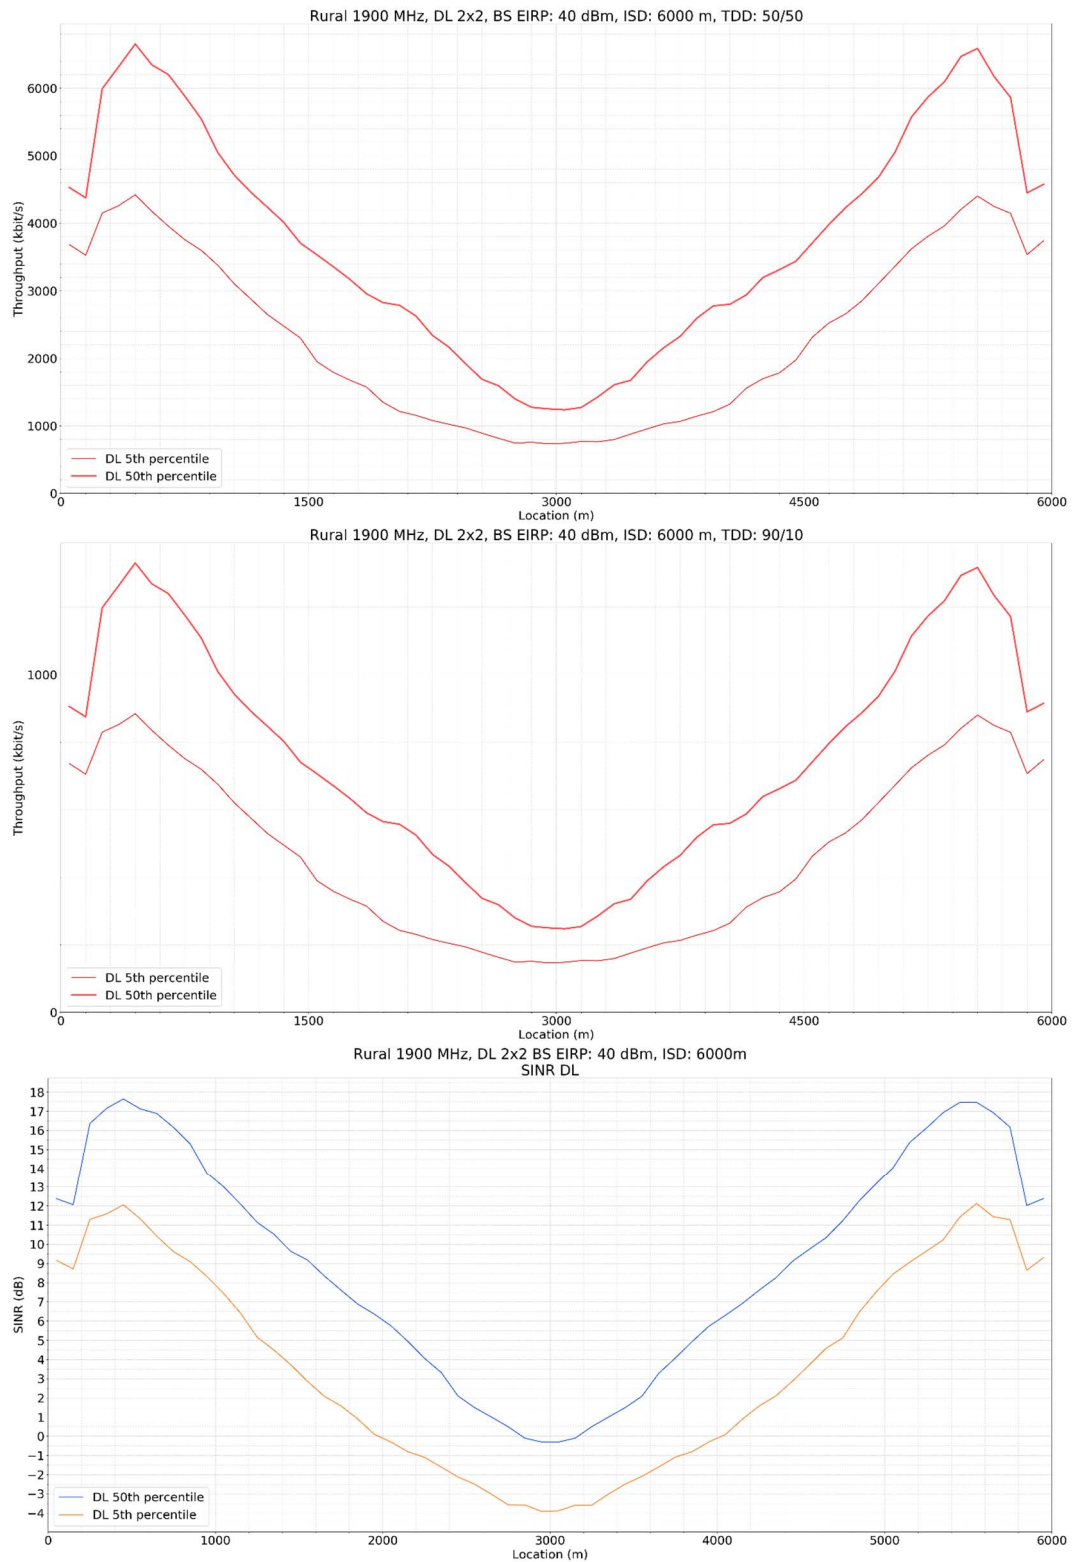 Rural 1900 MHz, DL 2x2, BS EIRP: 40 dBm, ISD: 6000 m, TDD: 50/50
Throughput (kbit/s)
6000
5000
4000
3000
2000
1000
0
DL 5th percentile
DL 50th percentile
0 1500 3000 4500 6000
Location (m)
Rural 1900 MHz, DL 2x2, BS EIRP: 40 dBm, ISD: 6000 m, TDD: 90/10
Throughput (kbit/s)
1000
0
DL 5th percentile
DL 50th percentile
0 1500 3000 4500 6000
Location (m)
Rural 1900 MHz, DL 2x2 BS EIRP: 40 dBm, ISD: 6000m
SINR DL
SINR (dB)
18
17
16
15
14
13
12
11
10
9
8
7
6
5
4
3
2
1
0
−1
−2
−3
−4
DL 50th percentile
DL 5th percentile
0 1000 2000 3000 4000 5000 6000
Location (m)